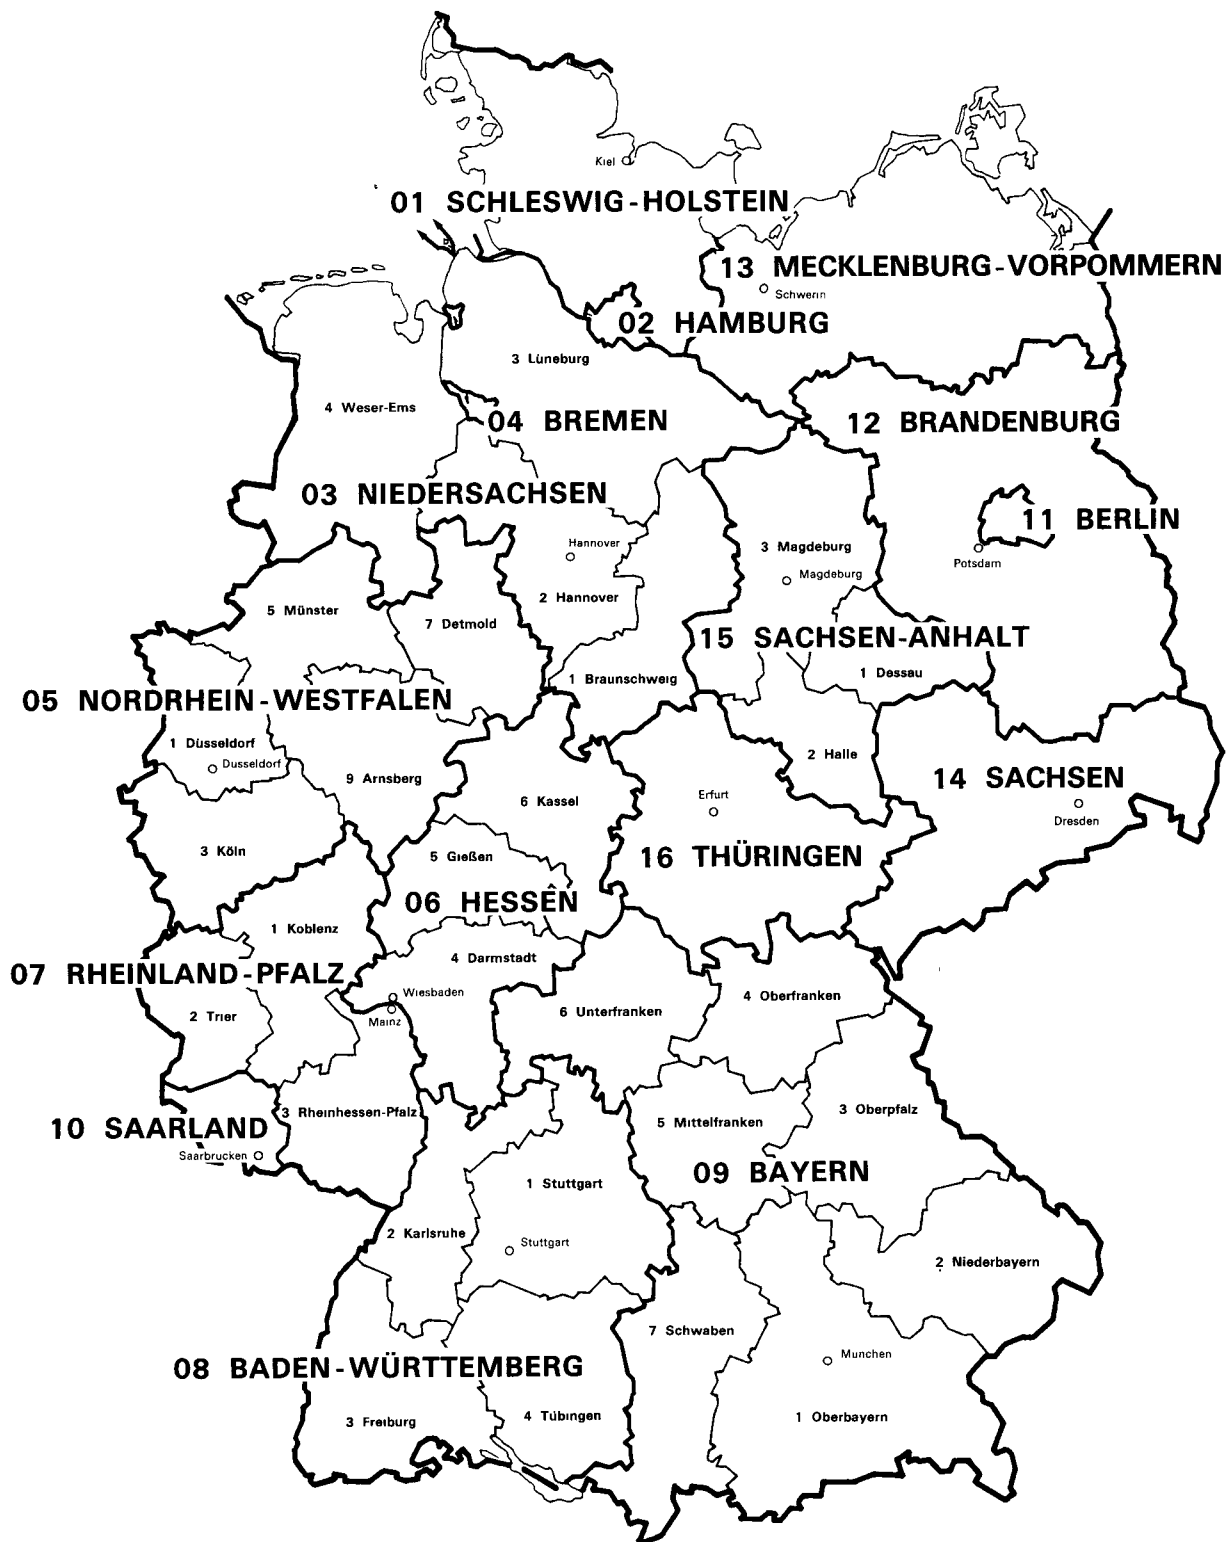 Kiel
01 SCHLESWIG-HOLSTEIN
13 MECKLENBURG-VORPOMMERN
Schwerin
02 HAMBURG
3 Lüneburg
4 Weser-Ems
04 BREMEN
12 BRANDENBURG
03 NIEDERSACHSEN
11 BERLIN
Hannover
3 Magdeburg
Potsdam
Magdeburg
2 Hannover
5 Münster
7 Detmold
15 SACHSEN-ANHALT
1 Dessau
1 Braunschweig
05 NORDRHEIN-WESTFALEN
1 Düsseldorf
Dusseldorf
2 Halle
9 Arnsberg
14 SACHSEN
6 Kassel
Erfurt
Dresden
3 Köln
5 Gießen
16 THÜRINGEN
06 HESSÊN
1 Koblenz
4 Darmstadt
07 RHEINLAND-PFALZ
Wiesbaden
4 Oberfranken
2 Trier
Mainz
6 Unterfranken
3 Rheinhessen-Pfalz
3 Oberpfalz
5 Mittelfranken
10 SAARLAND
Saarbrucken
09 BAYERN
1 Stuttgart
2 Karlsruhe
Stuttgart
2 Niederbayern
7 Schwaben
Munchen
08 BADEN-WÜRTTEMBERG
3 Freiburg
4 Tübingen
1 Oberbayern